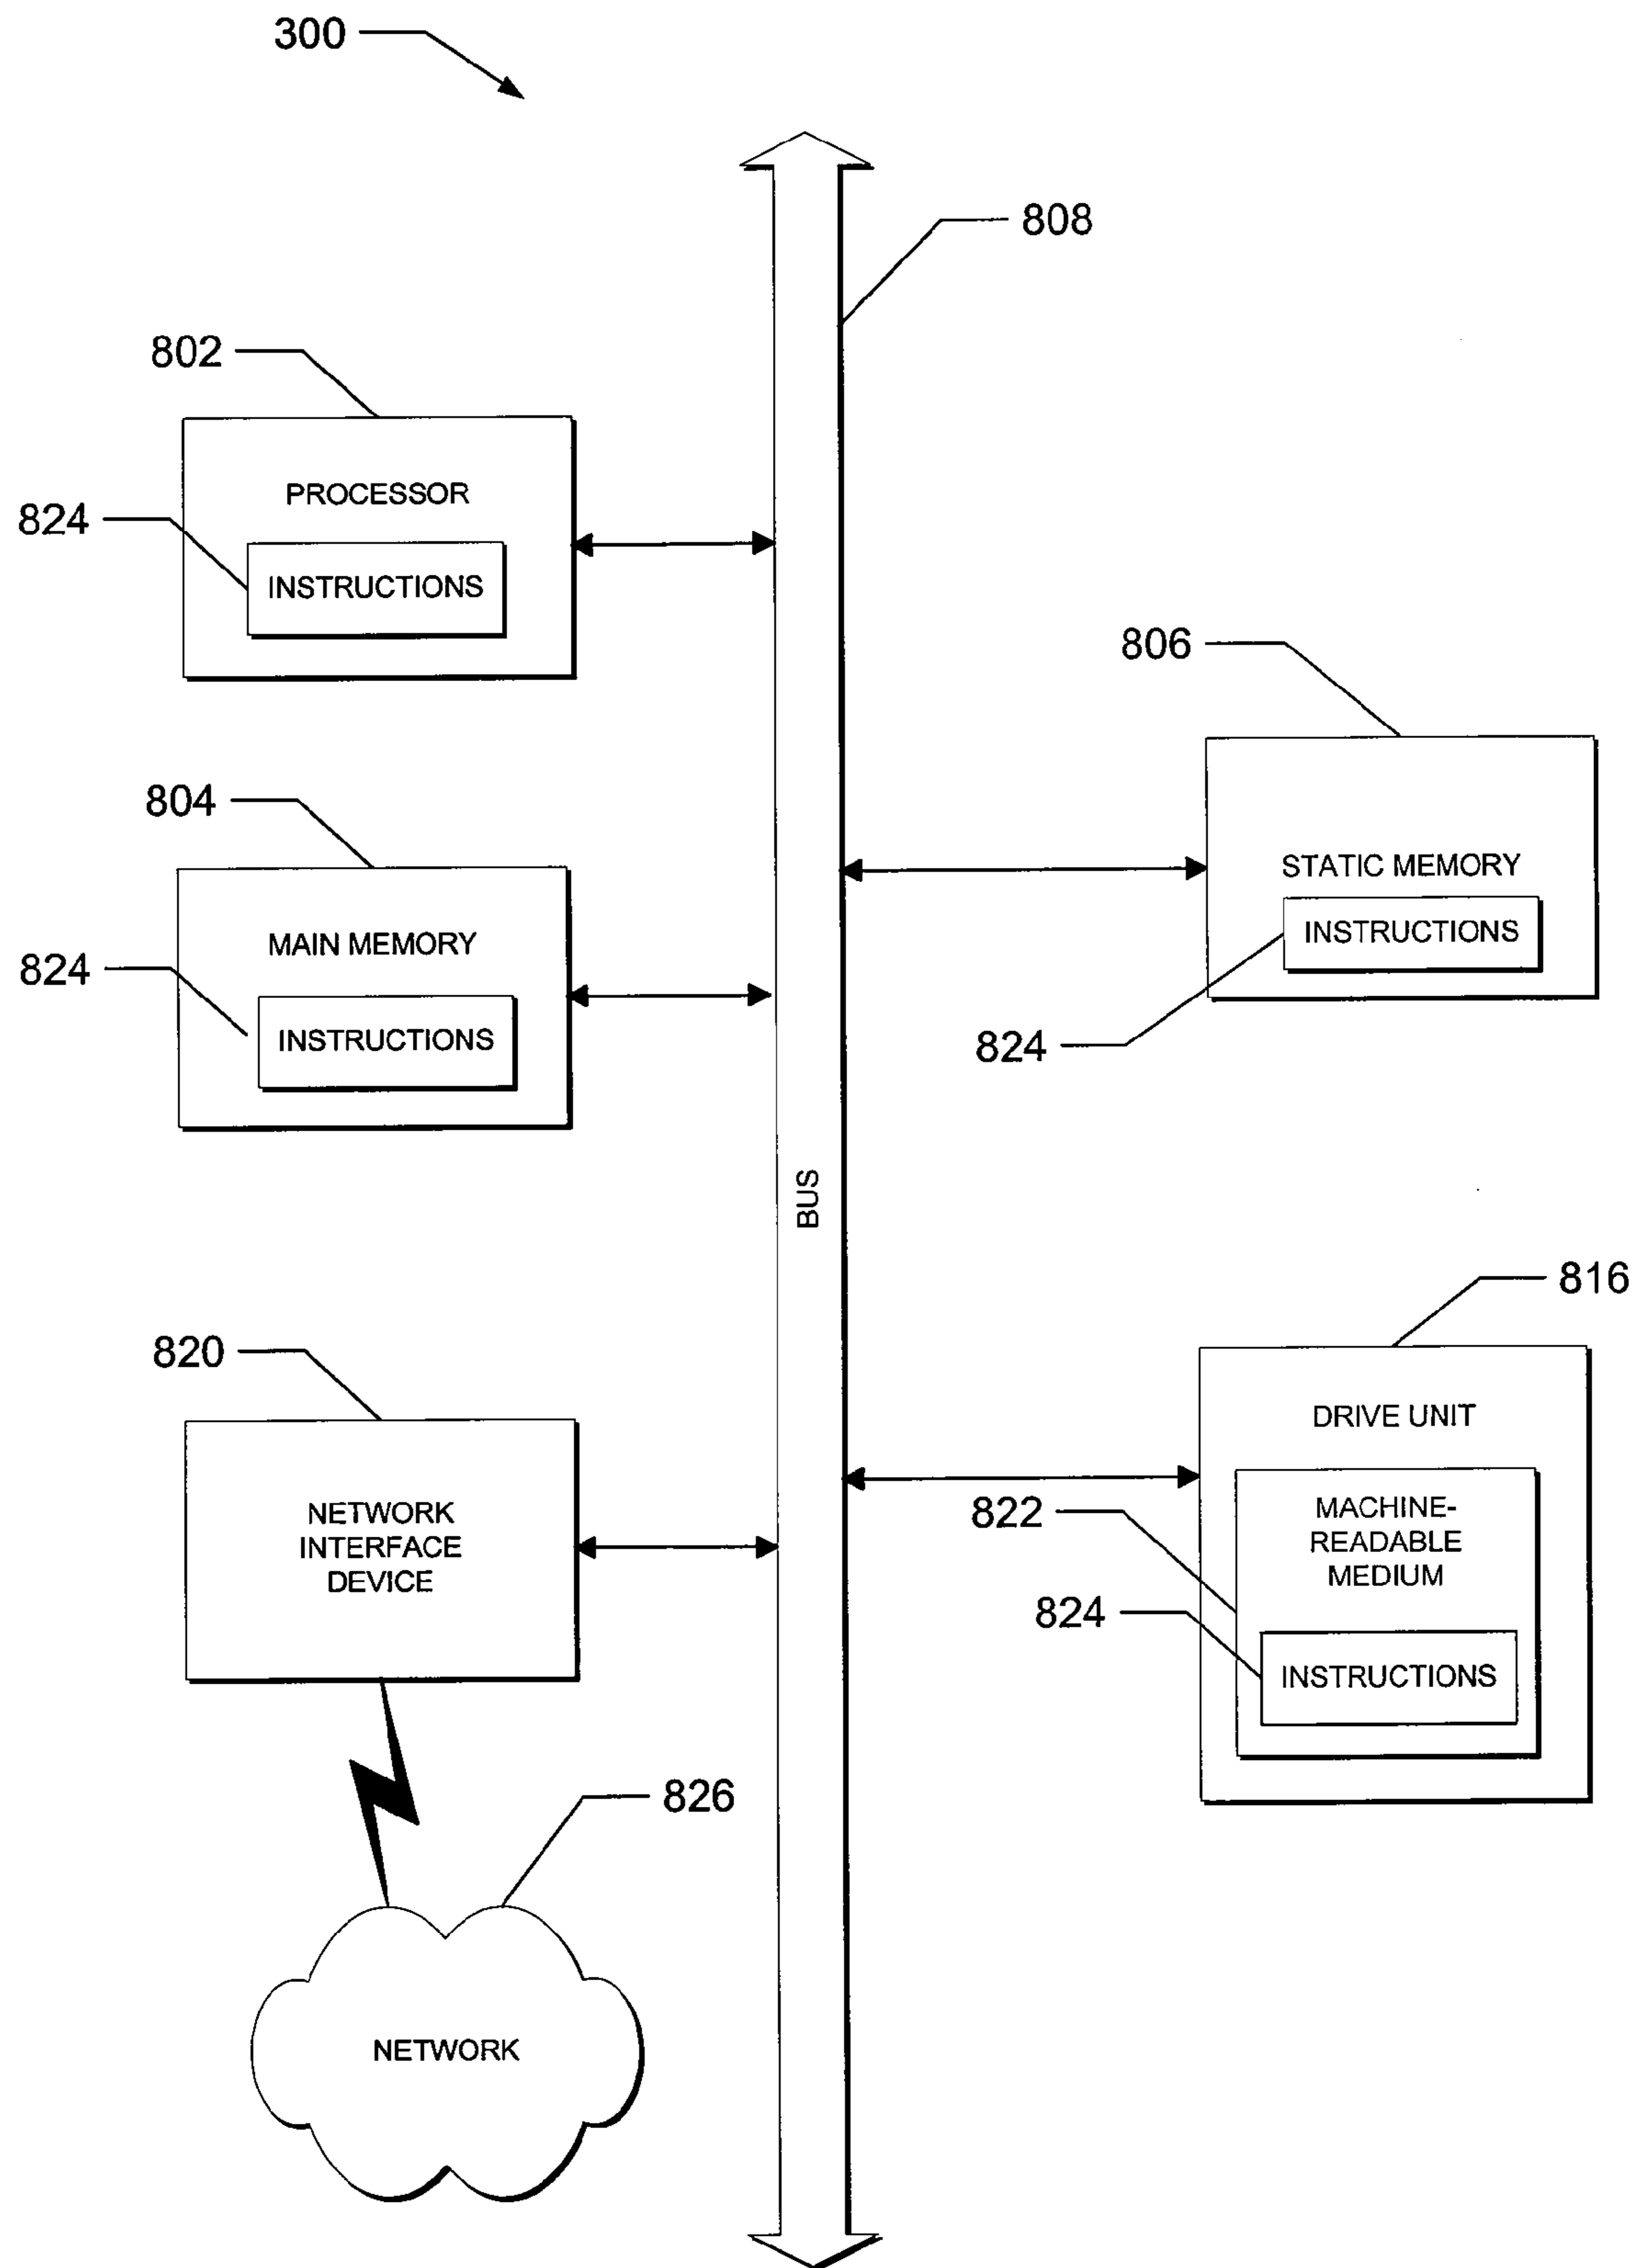 300
808
802
PROCESSOR
824
INSTRUCTIONS
806
804
STATIC MEMORY
INSTRUCTIONS
MAIN MEMORY
824
INSTRUCTIONS
824
BUS
816
820
DRIVE UNIT
NETWORK
INTERFACE
DEVICE
822
MACHINE-
READABLE
MEDIUM
824
INSTRUCTIONS
826
NETWORK